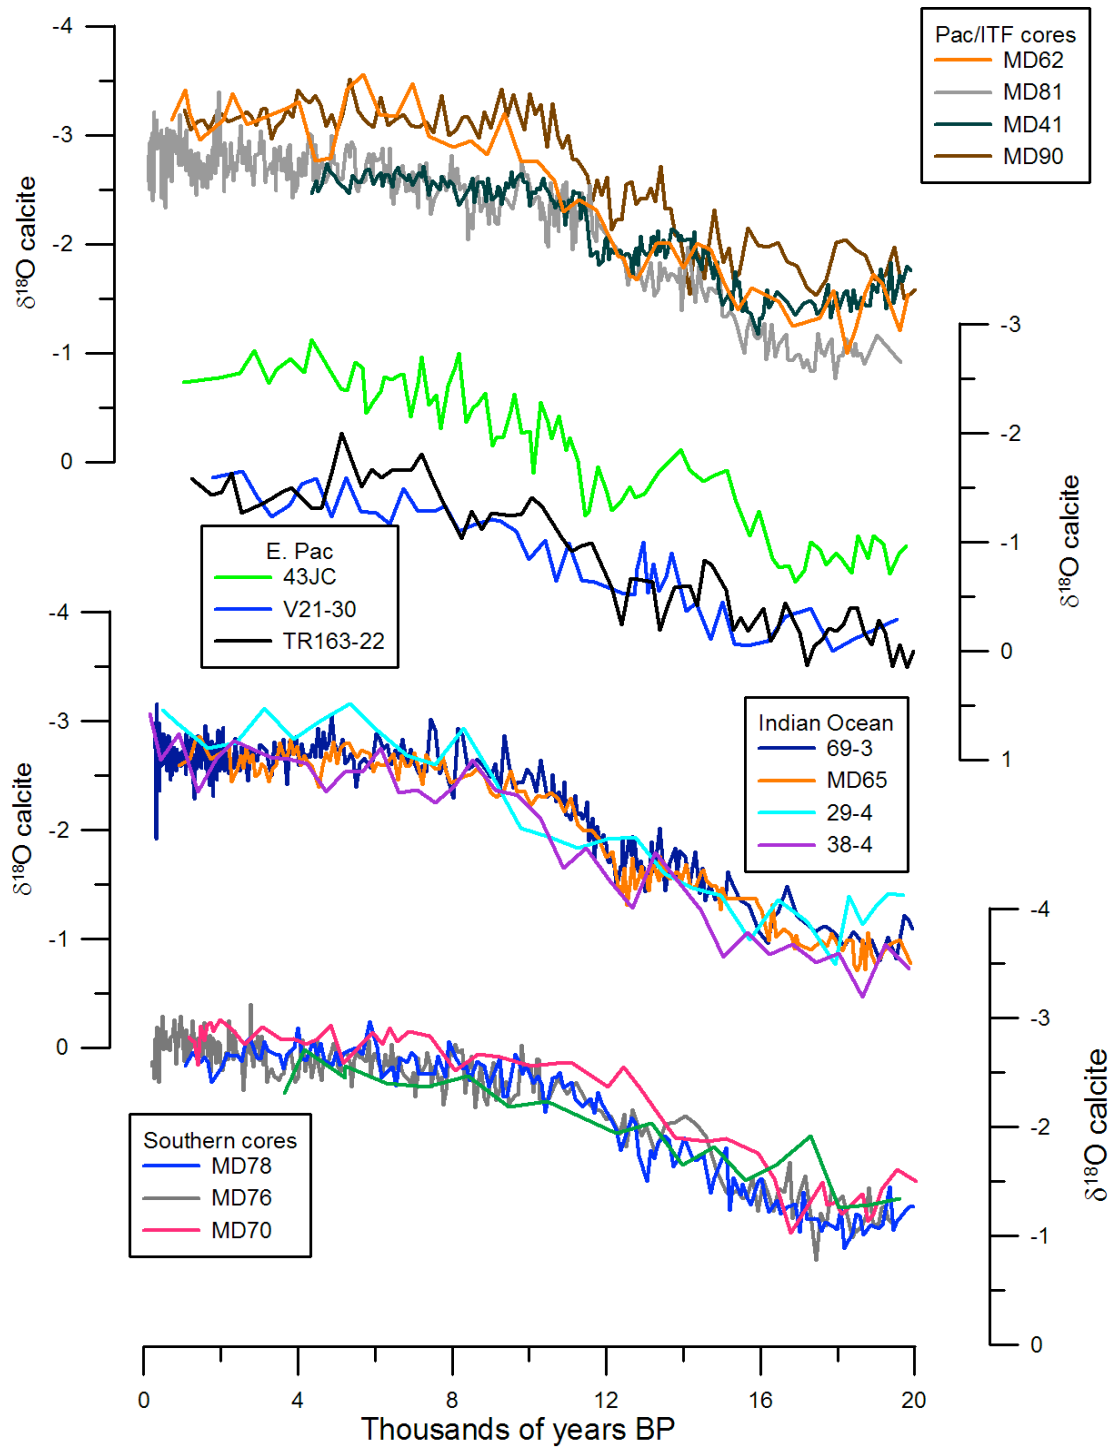 Pac/ITF cores
MD62
MD81
MD41
MD90
-4
-3
-2
-1
0
δ18O calcite
-3
-2
-1
0
1
δ18O calcite
E. Pac
43JC
V21-30
TR163-22
-4
-3
-2
-1
0
δ18O calcite
Indian Ocean
69-3
MD65
29-4
38-4
-4
-3
-2
-1
0
δ18O calcite
Southern cores
MD78
MD76
MD70
0 4 8 12 16 20
Thousands of years BP